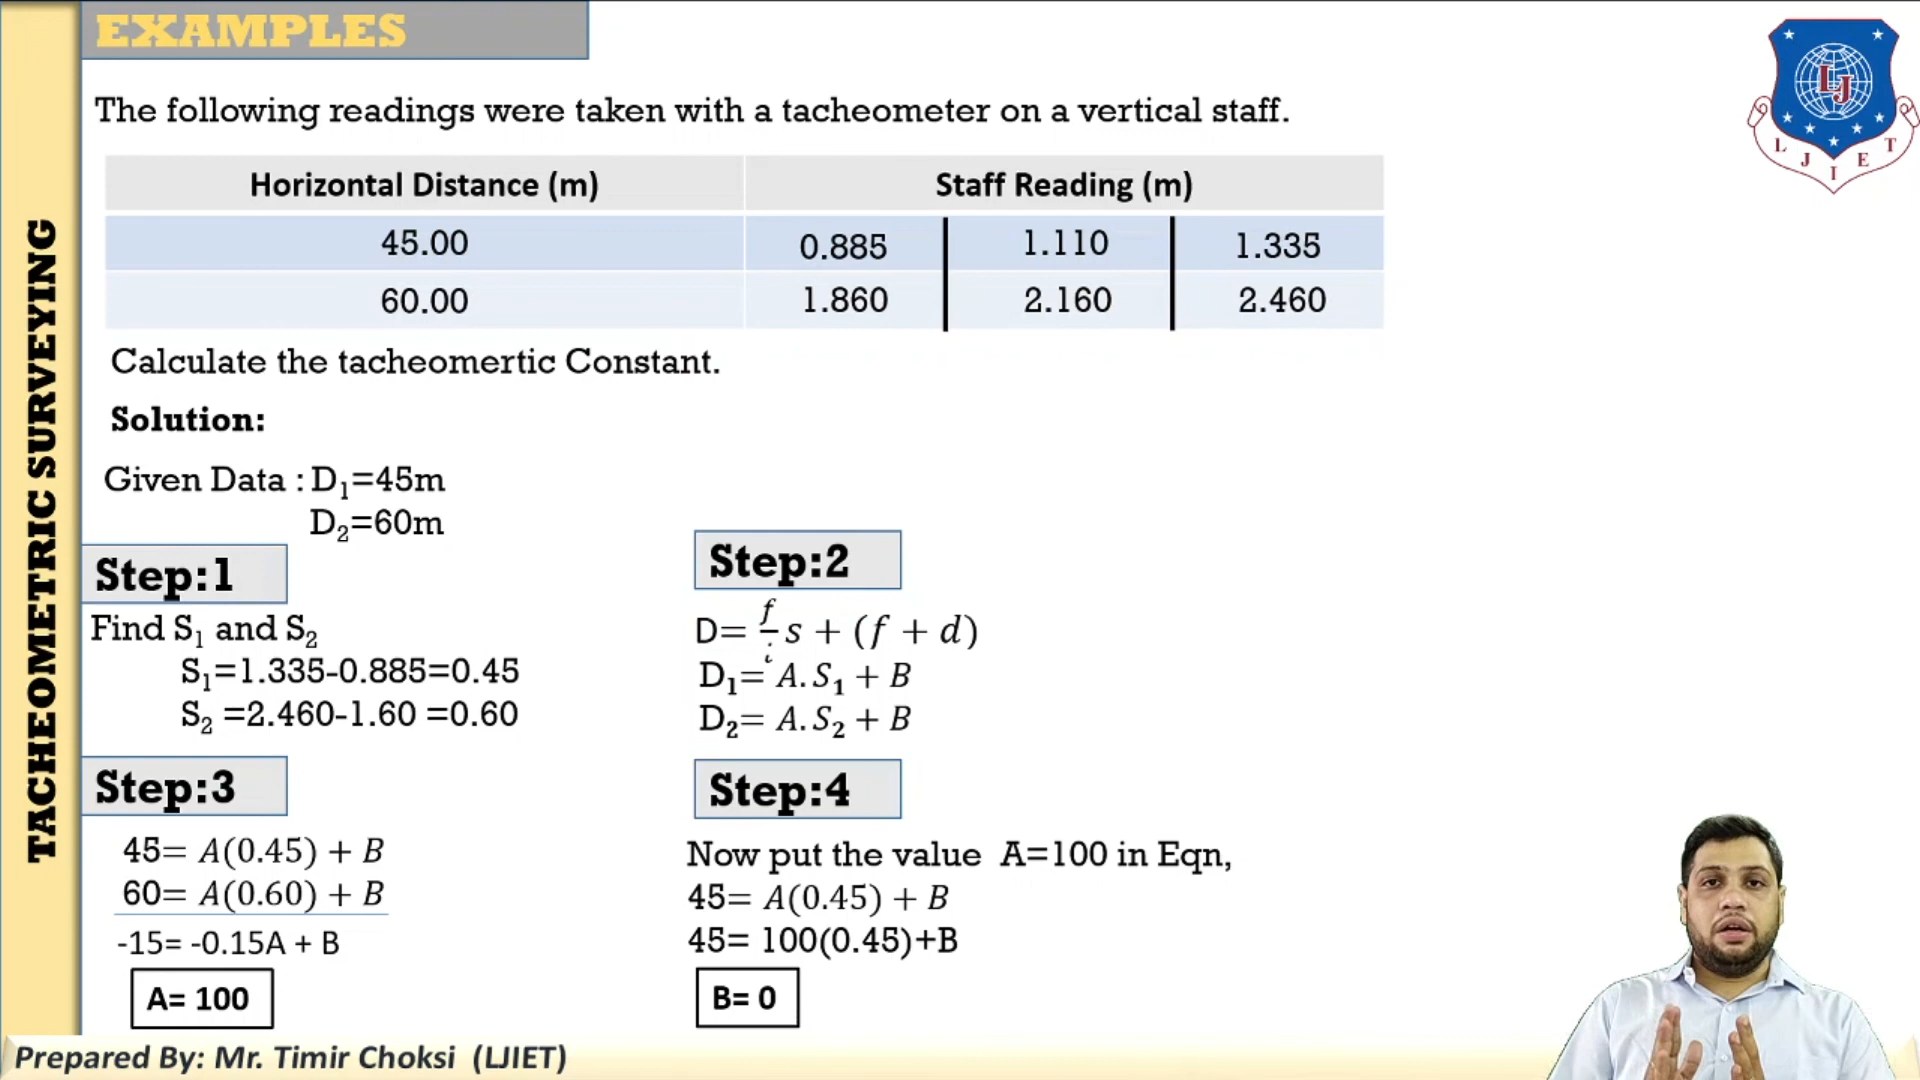 EXAMPLES
The following readings were taken with a tacheometer on a vertical staff.
Horizontal Distance (m) Staff Reading (m)
45.00 0.885 1.110 1.335
60.00 1.860 2.160 2.460
Calculate the tacheomertic Constant.
Solution:
Given Data : D₁=45m
D₂=60m
Step:1
Find S₁ and S₂
S₁=1.335-0.885=0.45
S₂ =2.460-1.60 =0.60
Step:2
D= f/i s + (f + d)
D₁= A.S₁ + B
D₂= A.S₂ + B
Step:3
45= A(0.45) + B
60= A(0.60) + B
-15= -0.15A + B
A= 100
Step:4
Now put the value A=100 in Eqn,
45= A(0.45) + B
45= 100(0.45)+B
B= 0
TACHEOMETRIC SURVEYING
Prepared By: Mr. Timir Choksi (LJIET)
LJ
L J I E T